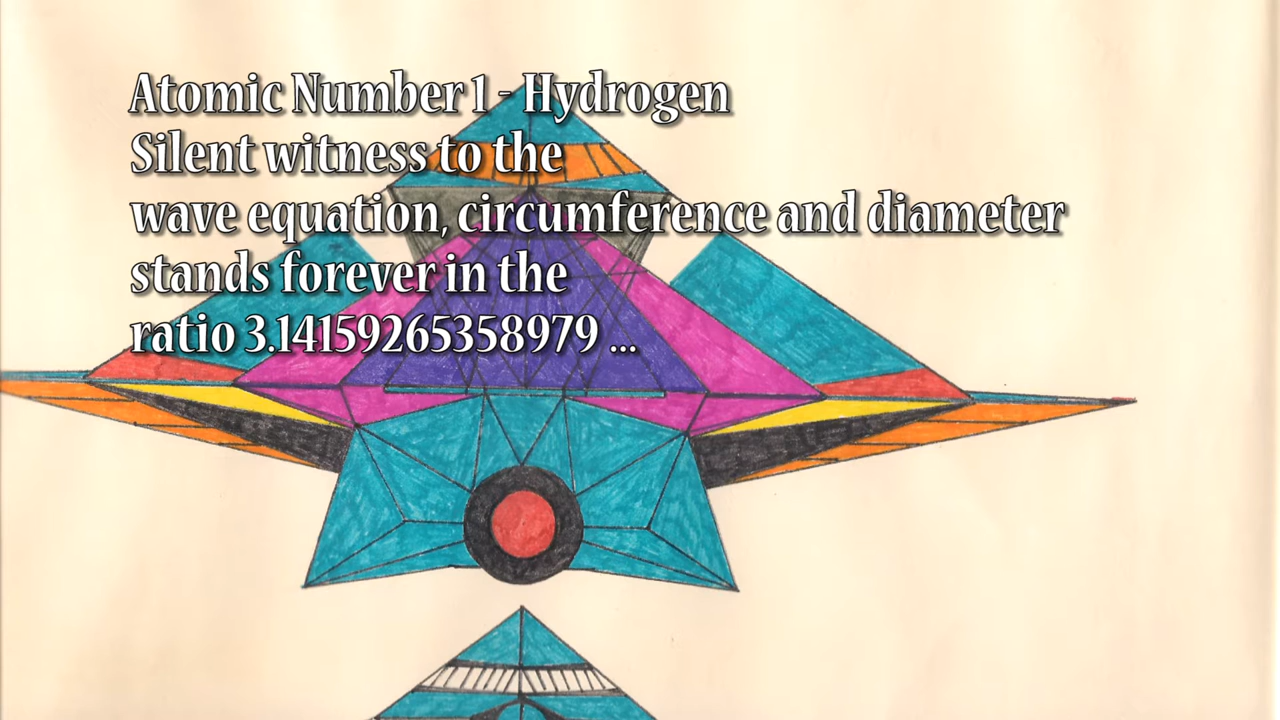 Atomic Number 1 - Hydrogen
Silent witness to the
wave equation, circumference and diameter
stands forever in the
ratio 3.14159265358979 ...